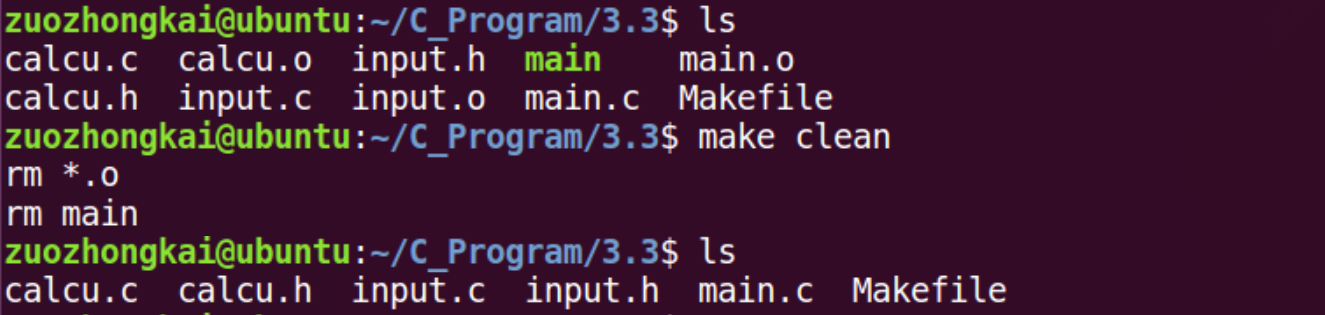 zuozhongkai@ubuntu:~/C_Program/3.3$ ls
calcu.c  calcu.o  input.h  main    main.o
calcu.h  input.c  input.o  main.c  Makefile
zuozhongkai@ubuntu:~/C_Program/3.3$ make clean
rm *.o
rm main
zuozhongkai@ubuntu:~/C_Program/3.3$ ls
calcu.c  calcu.h  input.c  input.h  main.c  Makefile